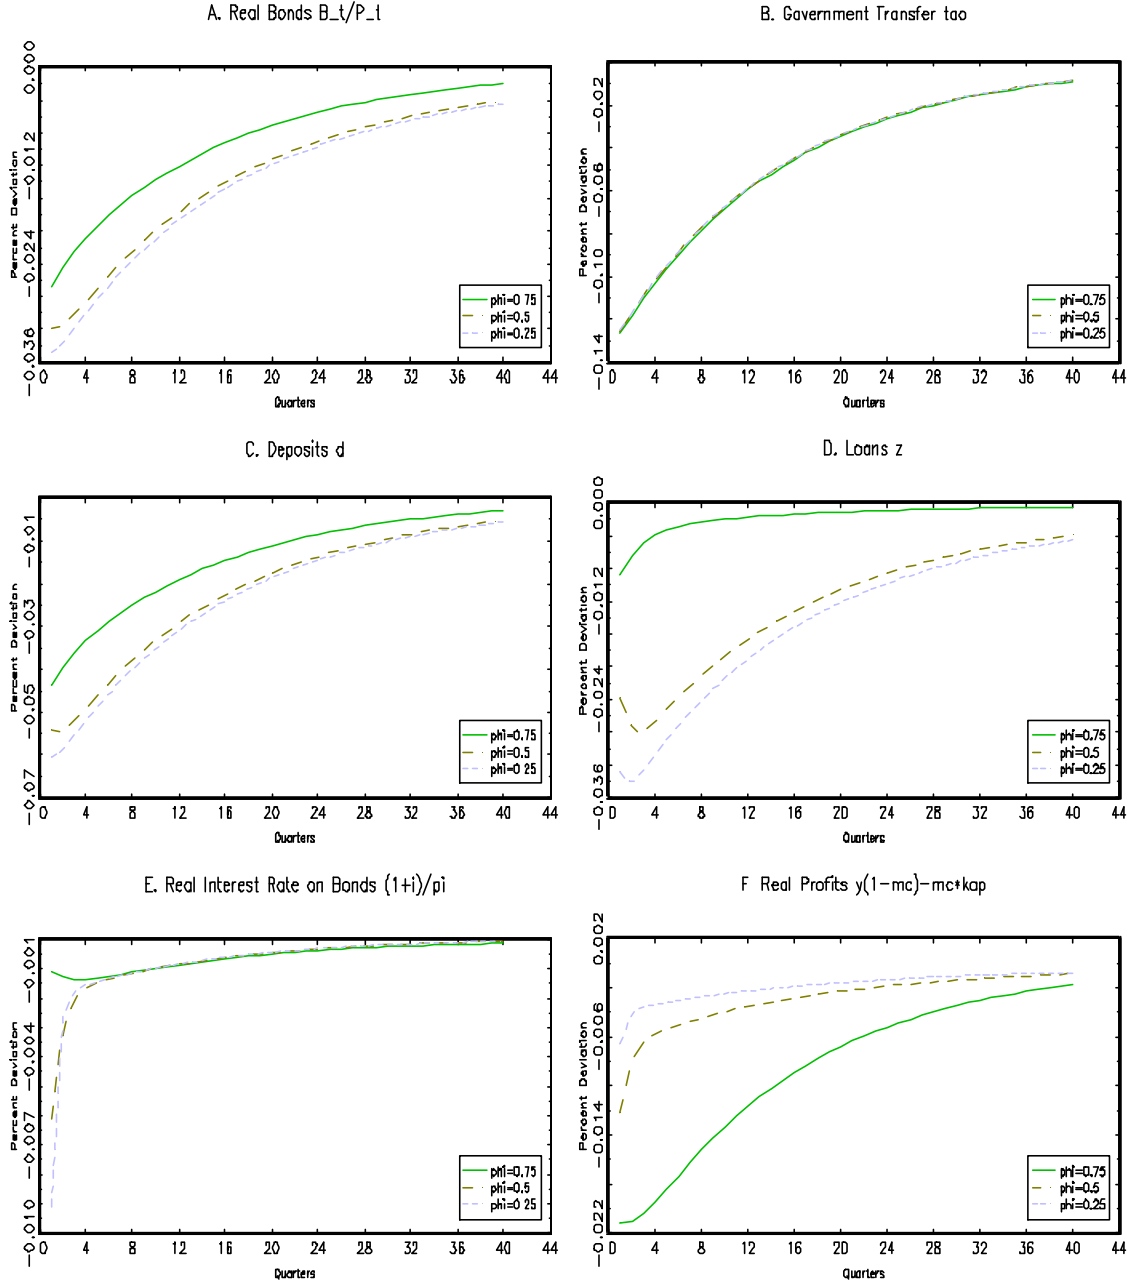 A. Real Bonds B_t/P_t
Percent Deviation
0.000
−0.012
−0.024
−0.036
0 4 8 12 16 20 24 28 32 36 40 44
Quarters
phi=0 75
phi=0.5
phi=0.25
B. Government Transfer tao
Percent Deviation
−0.02
−0.06
−0.10
−0.14
0 4 8 12 16 20 24 28 32 36 40 44
Quarters
phi=0.75
phi=0.5
phi=0.25
C. Deposits d
Percent Deviation
−0.01
−0.03
−0.05
−0.07
0 4 8 12 16 20 24 28 32 36 40 44
Quarters
phi=0.75
phi=0.5
phi=0 25
D. Loans z
Percent Deviation
0.000
−0.012
−0.024
−0.036
0 4 8 12 16 20 24 28 32 36 40 44
Quarters
phi=0.75
phi=0.5
phi=0.25
E. Real Interest Rate on Bonds (1+i)/pi
Percent Deviation
−0.001
−0.004
−0.007
−0.010
0 4 8 12 16 20 24 28 32 36 40 44
Quarters
phi=0.75
phi=0.5
phi=0 25
F Real Profits y(1−mc)−mc*kap
Percent Deviation
0.002
−0.006
−0.014
−0.022
0 4 8 12 16 20 24 28 32 36 40 44
Quarters
phi=0.75
phi=0.5
phi=0.25